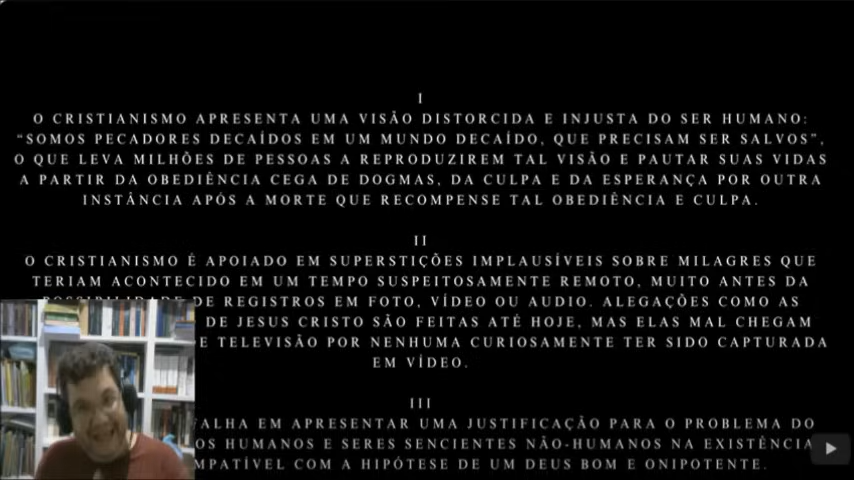 I
O CRISTIANISMO APRESENTA UMA VISÃO DISTORCIDA E INJUSTA DO SER HUMANO:
“SOMOS PECADORES DECAÍDOS EM UM MUNDO DECAÍDO, QUE PRECISAM SER SALVOS”,
O QUE LEVA MILHÕES DE PESSOAS A REPRODUZIREM TAL VISÃO E PAUTAR SUAS VIDAS
A PARTIR DA OBEDIÊNCIA CEGA DE DOGMAS, DA CULPA E DA ESPERANÇA POR OUTRA
INSTÂNCIA APÓS A MORTE QUE RECOMPENSE TAL OBEDIÊNCIA E CULPA.
II
O CRISTIANISMO É APOIADO EM SUPERSTIÇÕES IMPLAUSÍVEIS SOBRE MILAGRES QUE
TERIAM ACONTECIDO EM UM TEMPO SUSPEITOSAMENTE REMOTO, MUITO ANTES DA
DE REGISTROS EM FOTO, VÍDEO OU AUDIO. ALEGAÇÕES COMO AS
DE JESUS CRISTO SÃO FEITAS ATÉ HOJE, MAS ELAS MAL CHEGAM
E TELEVISÃO POR NENHUMA CURIOSAMENTE TER SIDO CAPTURADA
EM VÍDEO.
III
EM APRESENTAR UMA JUSTIFICAÇÃO PARA O PROBLEMA DO
HUMANOS E SERES SENCIENTES NÃO-HUMANOS NA EXISTÊNCIA
COM A HIPÓTESE DE UM DEUS BOM E ONIPOTENTE.